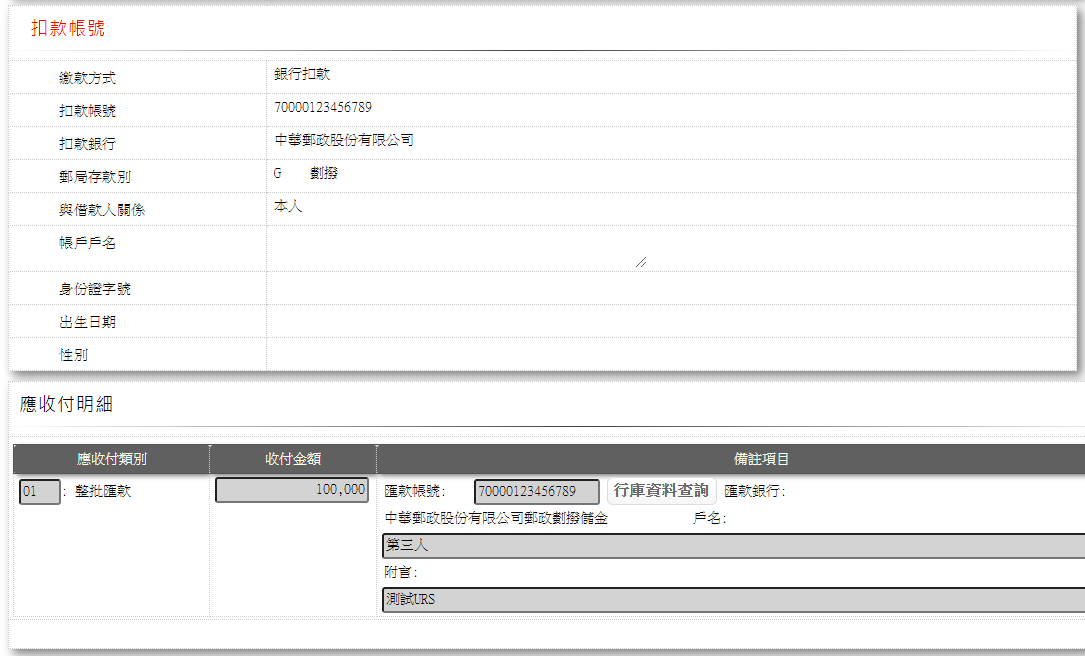 扣款帳號
繳款方式 銀行扣款
扣款帳號 70000123456789
扣款銀行 中華郵政股份有限公司
郵局存款別 G 劃撥
與借款人關係 本人
帳戶戶名
身份證字號
出生日期
性別
應收付明細
應收付類別 收付金額 備註項目
01 : 整批匯款 100,000 匯款帳號: 70000123456789 行庫資料查詢 匯款銀行:
中華郵政股份有限公司郵政劃撥儲金 戶名:
第三人
附言:
測試URS